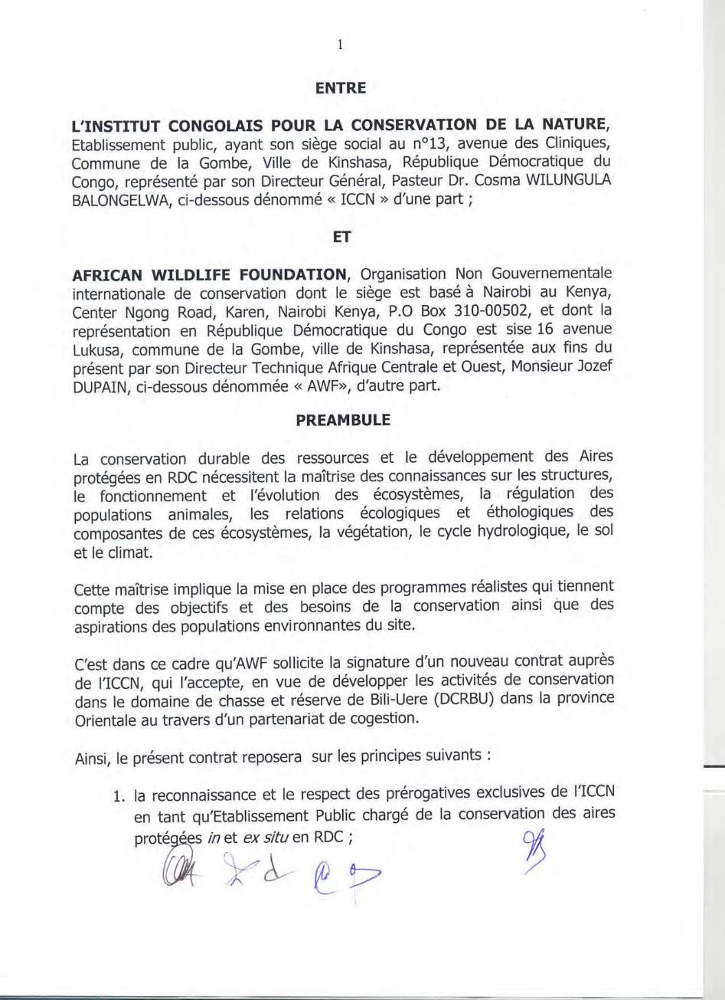 1
ENTRE
L'INSTITUT CONGOLAIS POUR LA CONSERVATION DE LA NATURE,
Etablissement public, ayant son siège social au n°13, avenue des Cliniques,
Commune de la Gombe, Ville de Kinshasa, République Démocratique du
Congo, représenté par son Directeur Général, Pasteur Dr. Cosma WILUNGULA
BALONGELWA, ci-dessous dénommé « ICCN » d'une part ;
ET
AFRICAN WILDLIFE FOUNDATION, Organisation Non Gouvernementale
internationale de conservation dont le siège est basé à Nairobi au Kenya,
Center Ngong Road, Karen, Nairobi Kenya, P.O Box 310-00502, et dont la
représentation en République Démocratique du Congo est sise 16 avenue
Lukusa, commune de la Gombe, ville de Kinshasa, représentée aux fins du
présent par son Directeur Technique Afrique Centrale et Ouest, Monsieur Jozef
DUPAIN, ci-dessous dénommée « AWF», d'autre part.
PREAMBULE
La conservation durable des ressources et le développement des Aires
protégées en RDC nécessitent la maîtrise des connaissances sur les structures,
le fonctionnement et l'évolution des écosystèmes, la régulation des
populations animales, les relations écologiques et éthologiques des
composantes de ces écosystèmes, la végétation, le cycle hydrologique, le sol
et le climat.
Cette maîtrise implique la mise en place des programmes réalistes qui tiennent
compte des objectifs et des besoins de la conservation ainsi que des
aspirations des populations environnantes du site.
C'est dans ce cadre qu'AWF sollicite la signature d'un nouveau contrat auprès
de l'ICCN, qui l'accepte, en vue de développer les activités de conservation
dans le domaine de chasse et réserve de Bili-Uere (DCRBU) dans la province
Orientale au travers d'un partenariat de cogestion.
Ainsi, le présent contrat reposera sur les principes suivants :
1. la reconnaissance et le respect des prérogatives exclusives de l'ICCN
en tant qu'Etablissement Public chargé de la conservation des aires
protégées in et ex situ en RDC ;